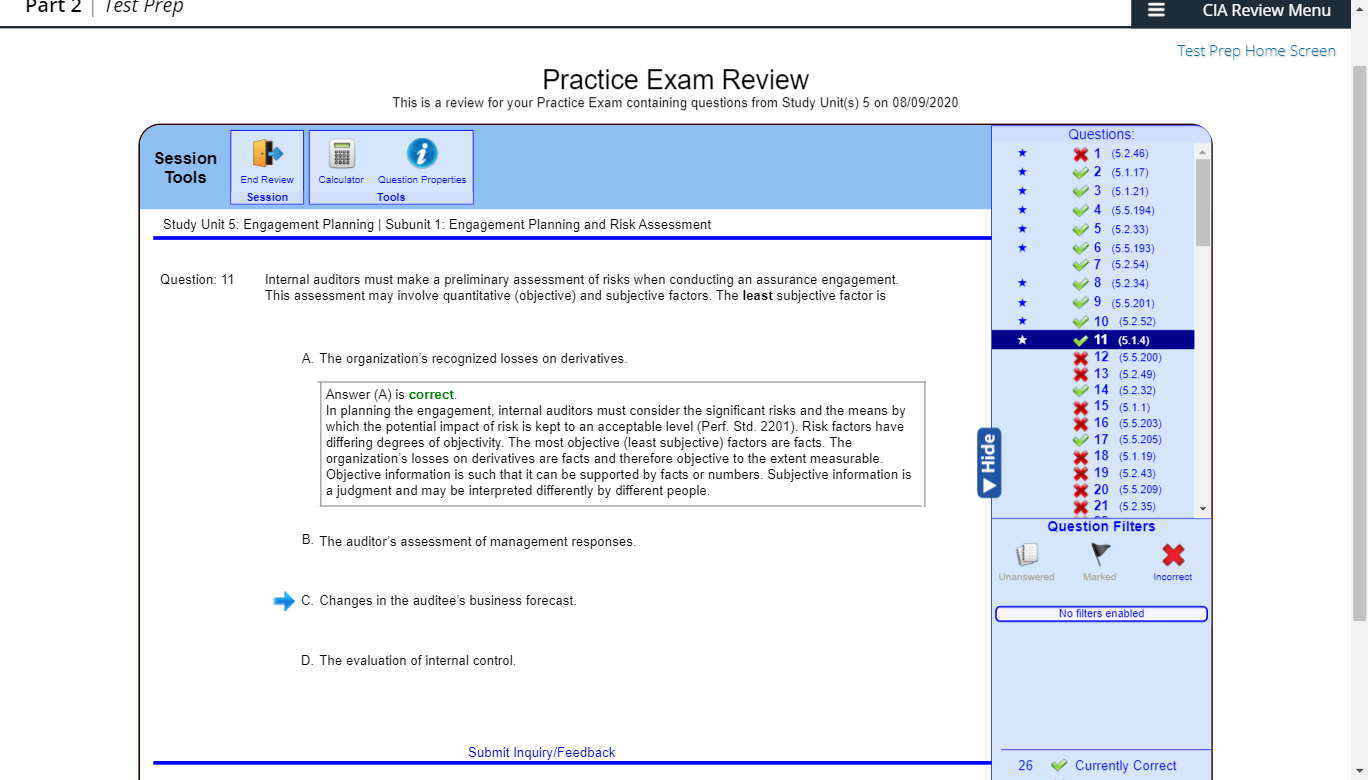 Part 2 | Test Prep
CIA Review Menu
Test Prep Home Screen
Practice Exam Review
This is a review for your Practice Exam containing questions from Study Unit(s) 5 on 08/09/2020
Session
Tools
End Review
Session
Calculator
Question Properties
Tools
Study Unit 5: Engagement Planning | Subunit 1: Engagement Planning and Risk Assessment
Question: 11
Internal auditors must make a preliminary assessment of risks when conducting an assurance engagement.
This assessment may involve quantitative (objective) and subjective factors. The least subjective factor is
A. The organization's recognized losses on derivatives.
Answer (A) is correct.
In planning the engagement, internal auditors must consider the significant risks and the means by
which the potential impact of risk is kept to an acceptable level (Perf. Std. 2201). Risk factors have
differing degrees of objectivity. The most objective (least subjective) factors are facts. The
organization's losses on derivatives are facts and therefore objective to the extent measurable.
Objective information is such that it can be supported by facts or numbers. Subjective information is
a judgment and may be interpreted differently by different people.
B. The auditor's assessment of management responses.
C. Changes in the auditee's business forecast.
D. The evaluation of internal control.
Submit Inquiry/Feedback
Questions:
1 (5.2.46)
2 (5.1.17)
3 (5.1.21)
4 (5.5.194)
5 (5.2.33)
6 (5.5.193)
7 (5.2.54)
8 (5.2.34)
9 (5.5.201)
10 (5.2.52)
11 (5.1.4)
12 (5.5.200)
13 (5.2.49)
14 (5.2.32)
15 (5.1.1)
16 (5.5.203)
17 (5.5.205)
18 (5.1.19)
19 (5.2.43)
20 (5.5.209)
21 (5.2.35)
Hide
Question Filters
Unanswered
Marked
Incorrect
No filters enabled
26 Currently Correct